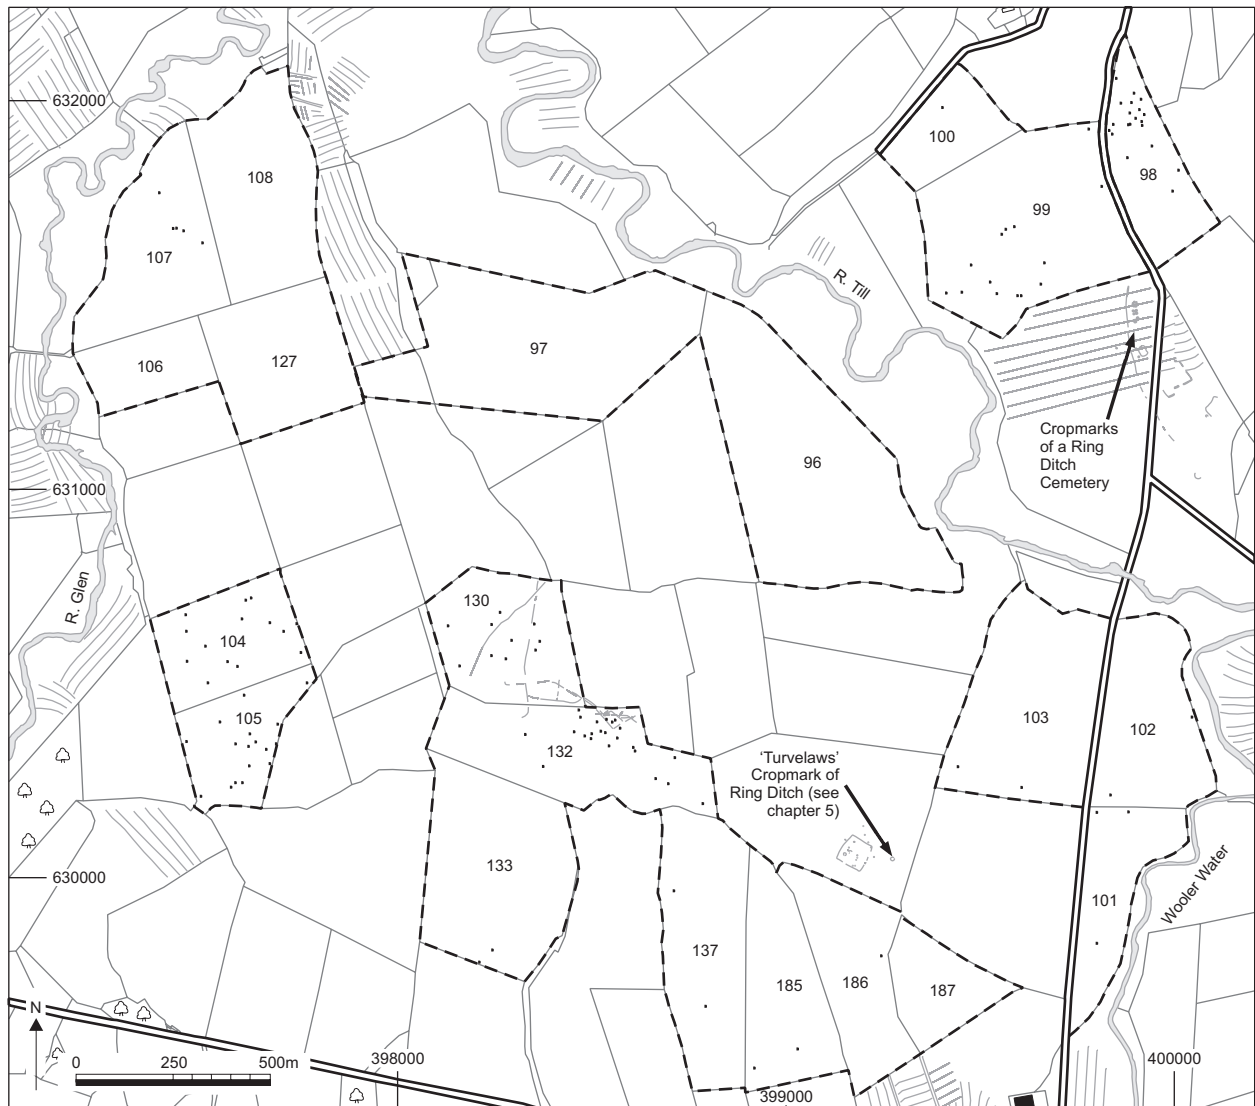 632000
100
98
108
99
107
R. Till
97
106
127
Cropmarks
of a Ring
Ditch
Cemetery
96
631000
R. Glen
130
104
105
103
102
132
‘Turvelaws’
Cropmark of
Ring Ditch (see
chapter 5)
133
630000
Wooler Water
101
137
185
186
187
N
0
250
500m
398000
399000
400000